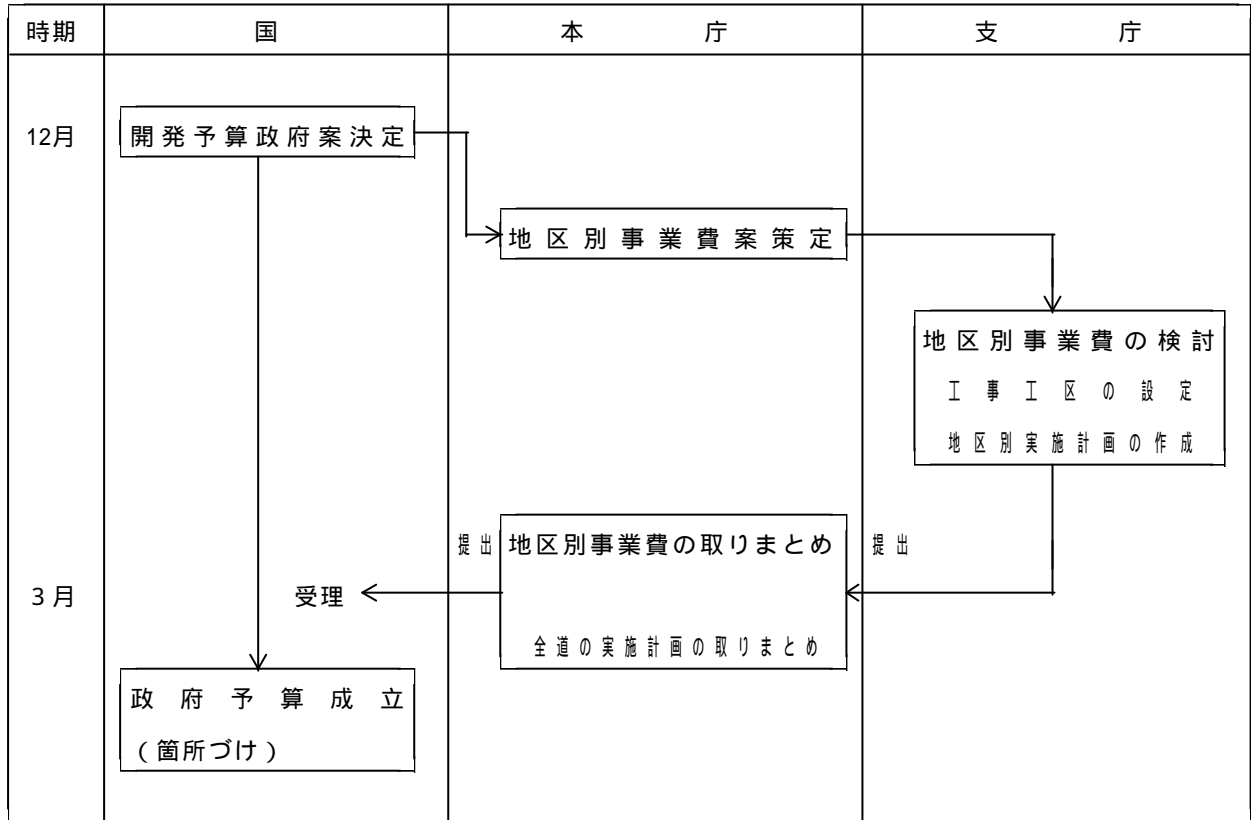 時期 国 本庁 支庁
12月 開発予算政府案決定
地区別事業費案策定
地区別事業費の検討
工事工区の設定
地区別実施計画の作成
提出 地区別事業費の取りまとめ 提出
3月 受理
全道の実施計画の取りまとめ
政府予算成立
(箇所づけ)